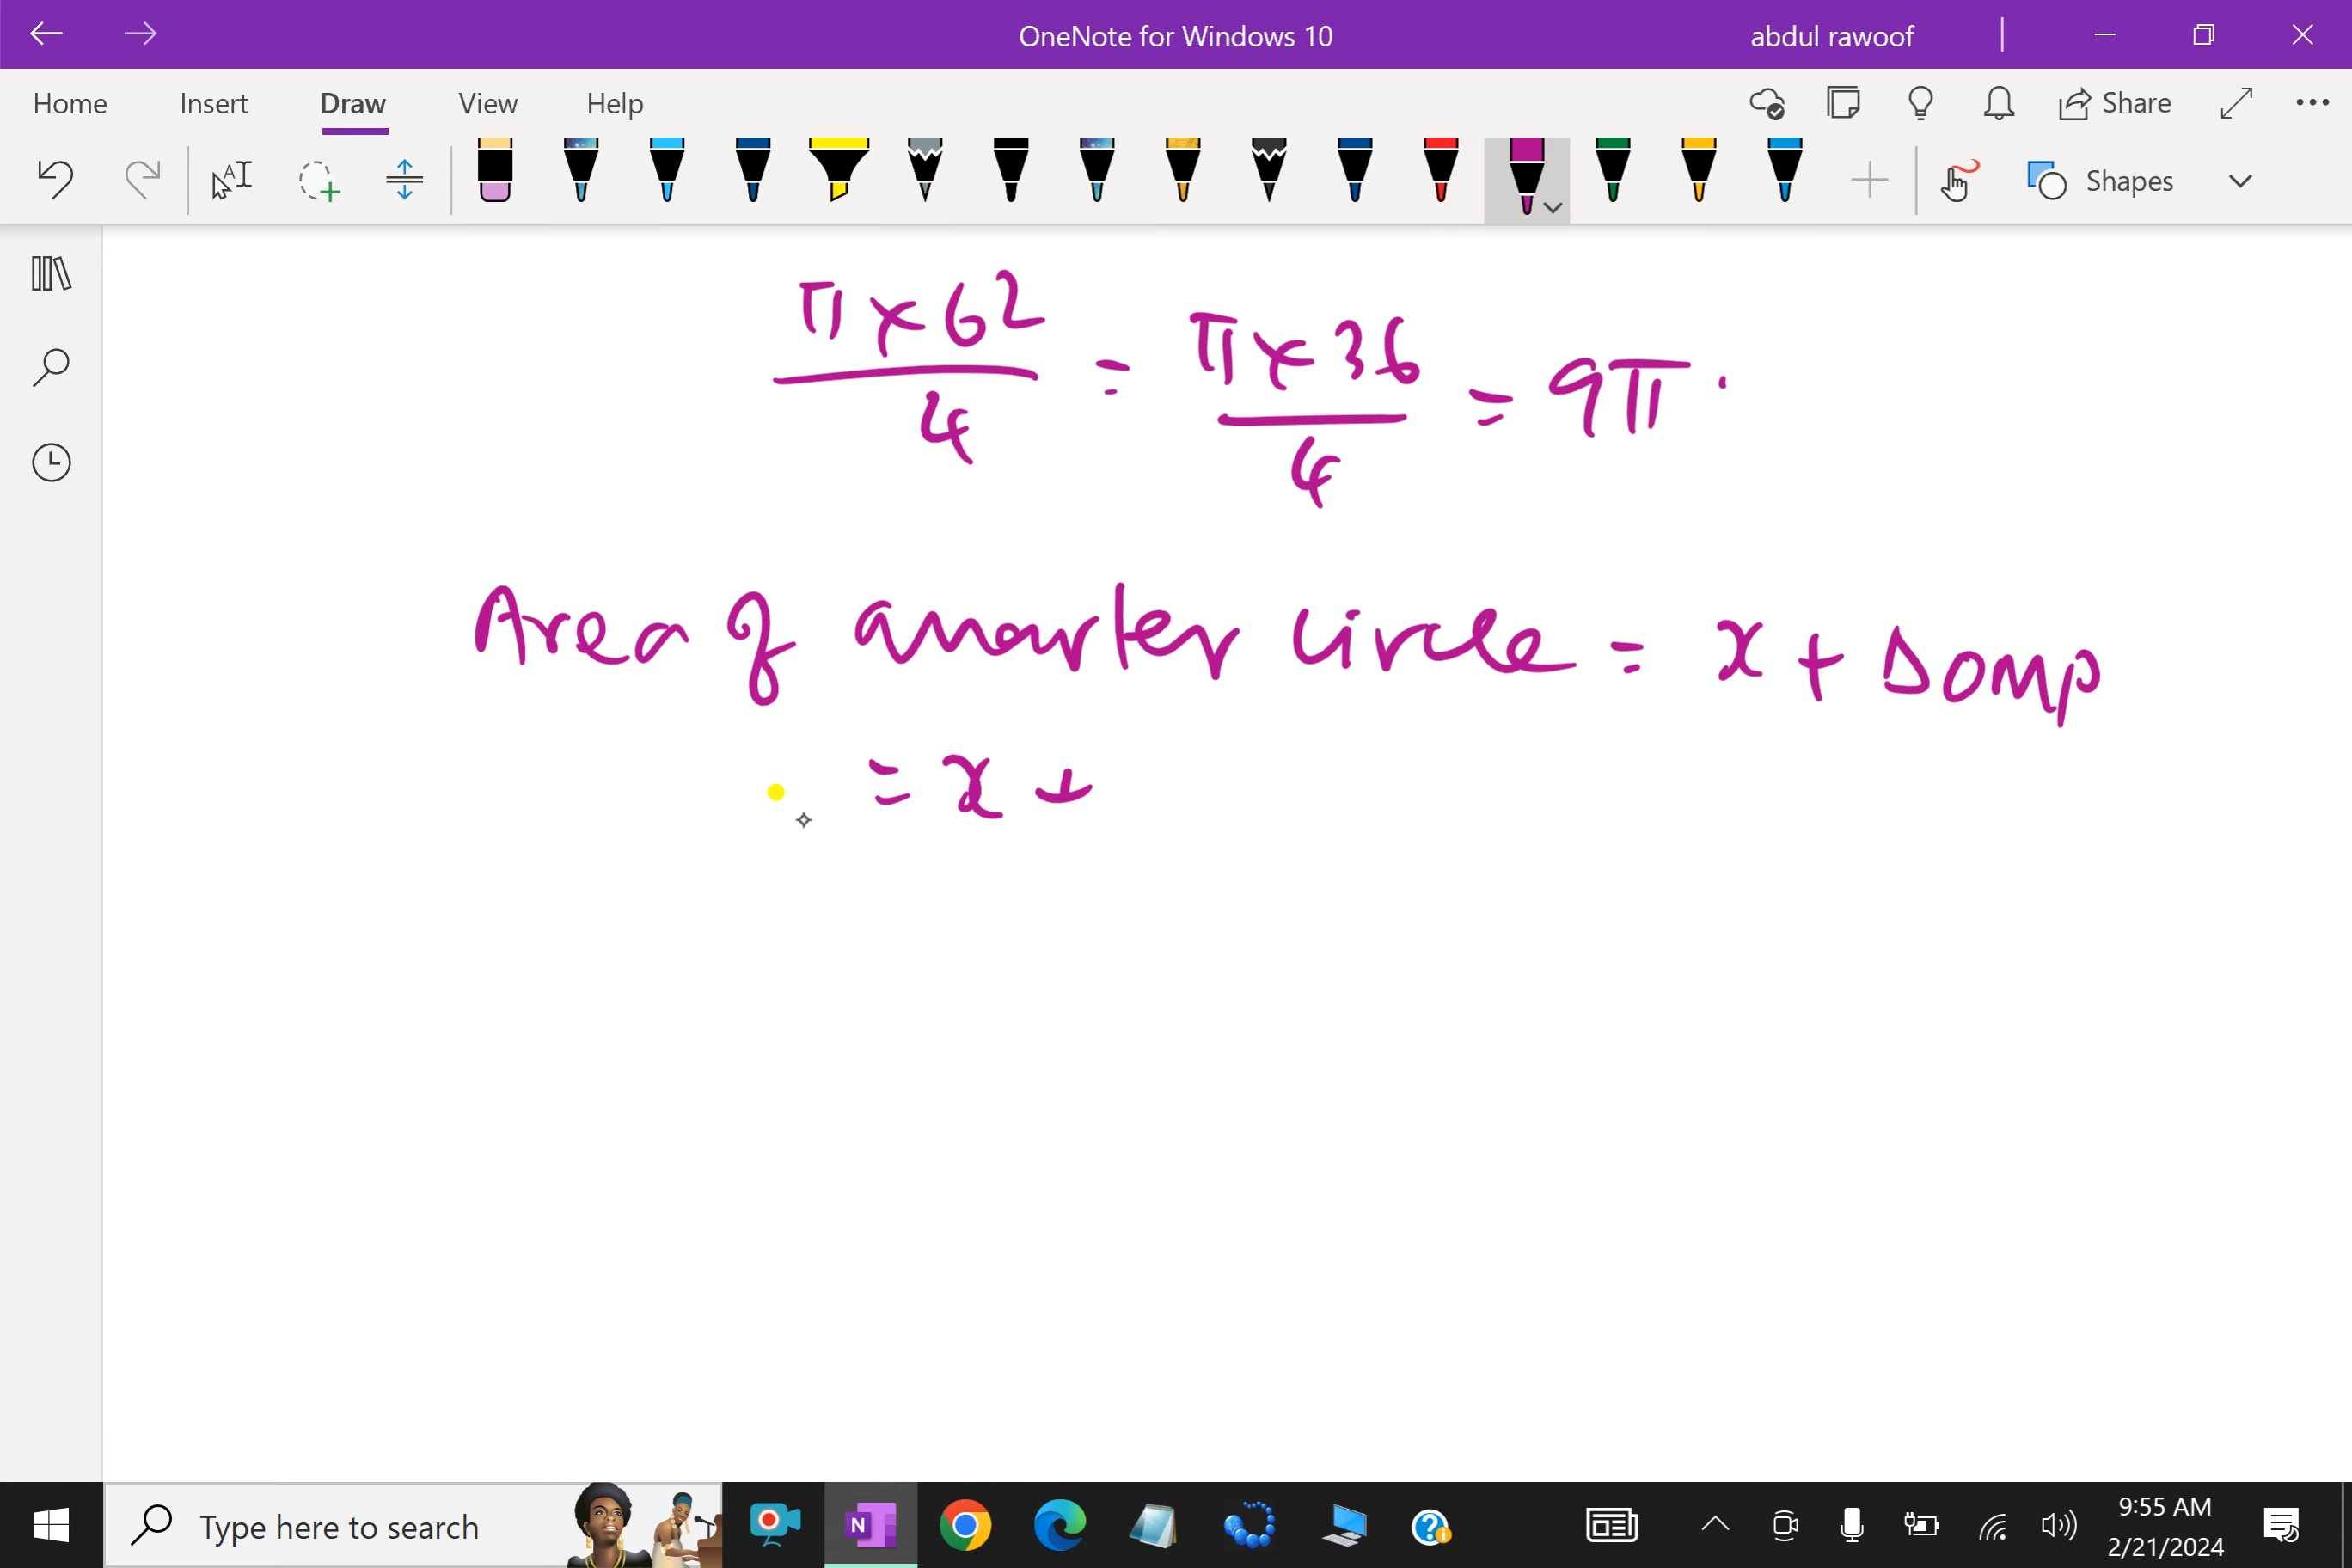 OneNote for Windows 10 abdul rawoof
Home Insert Draw View Help Share
Shapes
π × 6² / 4 = π × 36 / 4 = 9π .
Area of quarter circle = x + Δ OMP
= x +
Type here to search
9:55 AM
2/21/2024